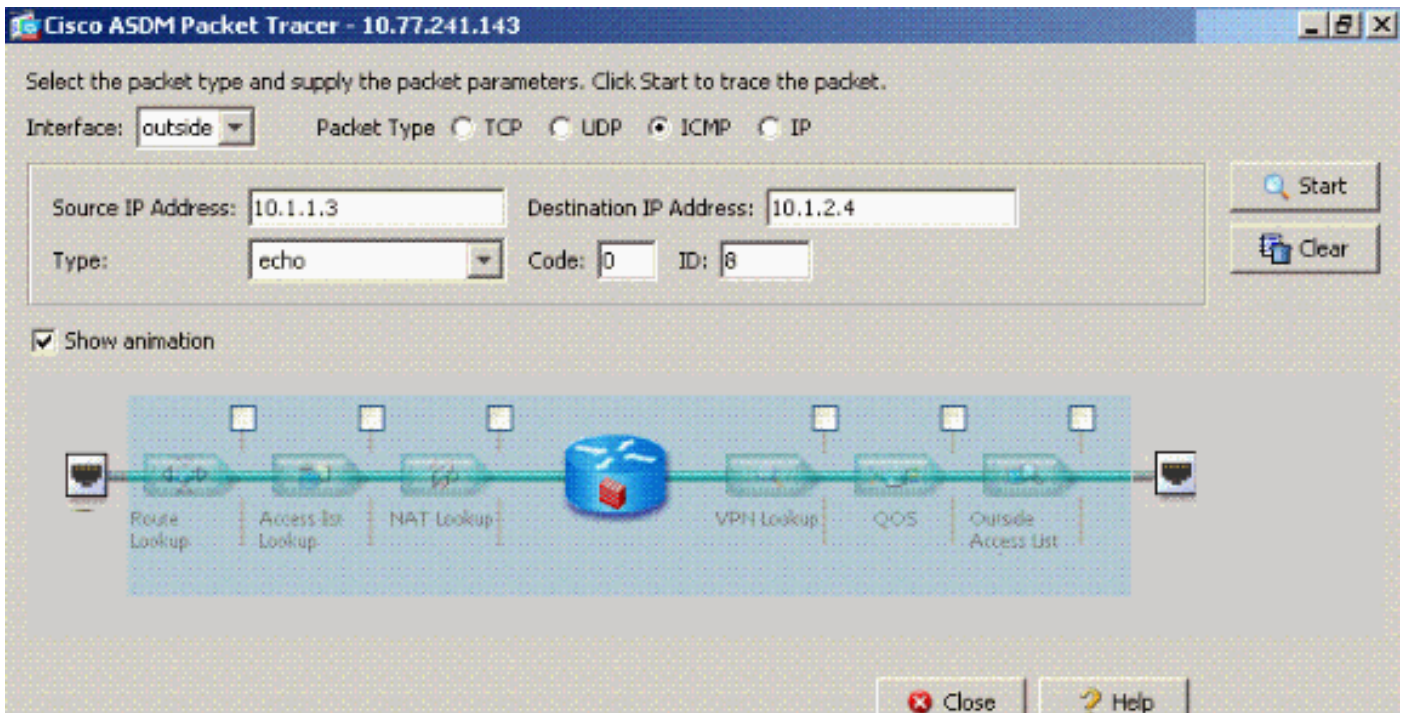 Cisco ASDM Packet Tracer - 10.77.241.143
Select the packet type and supply the packet parameters. Click Start to trace the packet.
Interface: outside Packet Type TCP UDP ICMP IP
Source IP Address: 10.1.1.3 Destination IP Address: 10.1.2.4
Start
Type: echo Code: 0 ID: 8
Clear
Show animation
Route Lookup
Access list Lookup
NAT Lookup
VPN Lookup
QOS
Outside Access List
Close Help